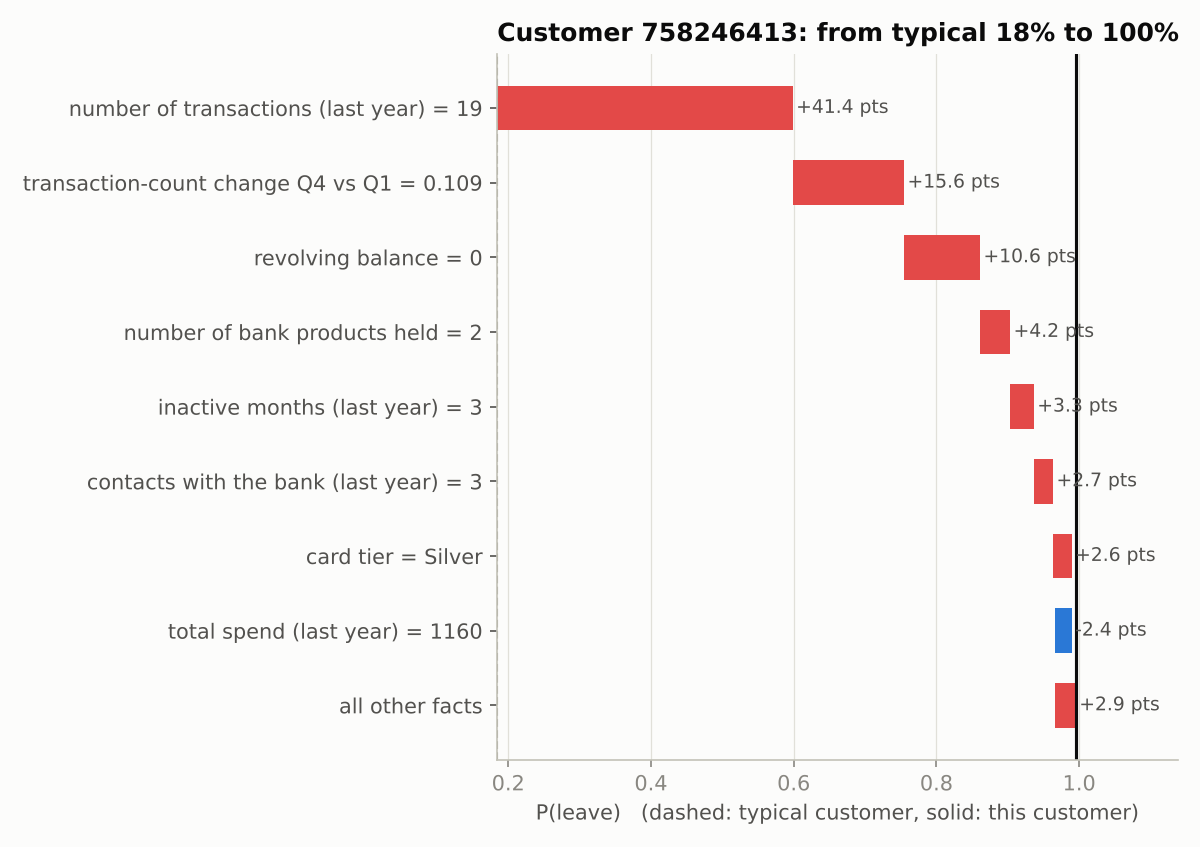 Customer 758246413: from typical 18% to 100%
number of transactions (last year) = 19
+41.4 pts
transaction-count change Q4 vs Q1 = 0.109
+15.6 pts
revolving balance = 0
+10.6 pts
number of bank products held = 2
+4.2 pts
inactive months (last year) = 3
+3.3 pts
contacts with the bank (last year) = 3
+2.7 pts
card tier = Silver
+2.6 pts
total spend (last year) = 1160
-2.4 pts
all other facts
+2.9 pts
0.2 0.4 0.6 0.8 1.0
P(leave) (dashed: typical customer, solid: this customer)